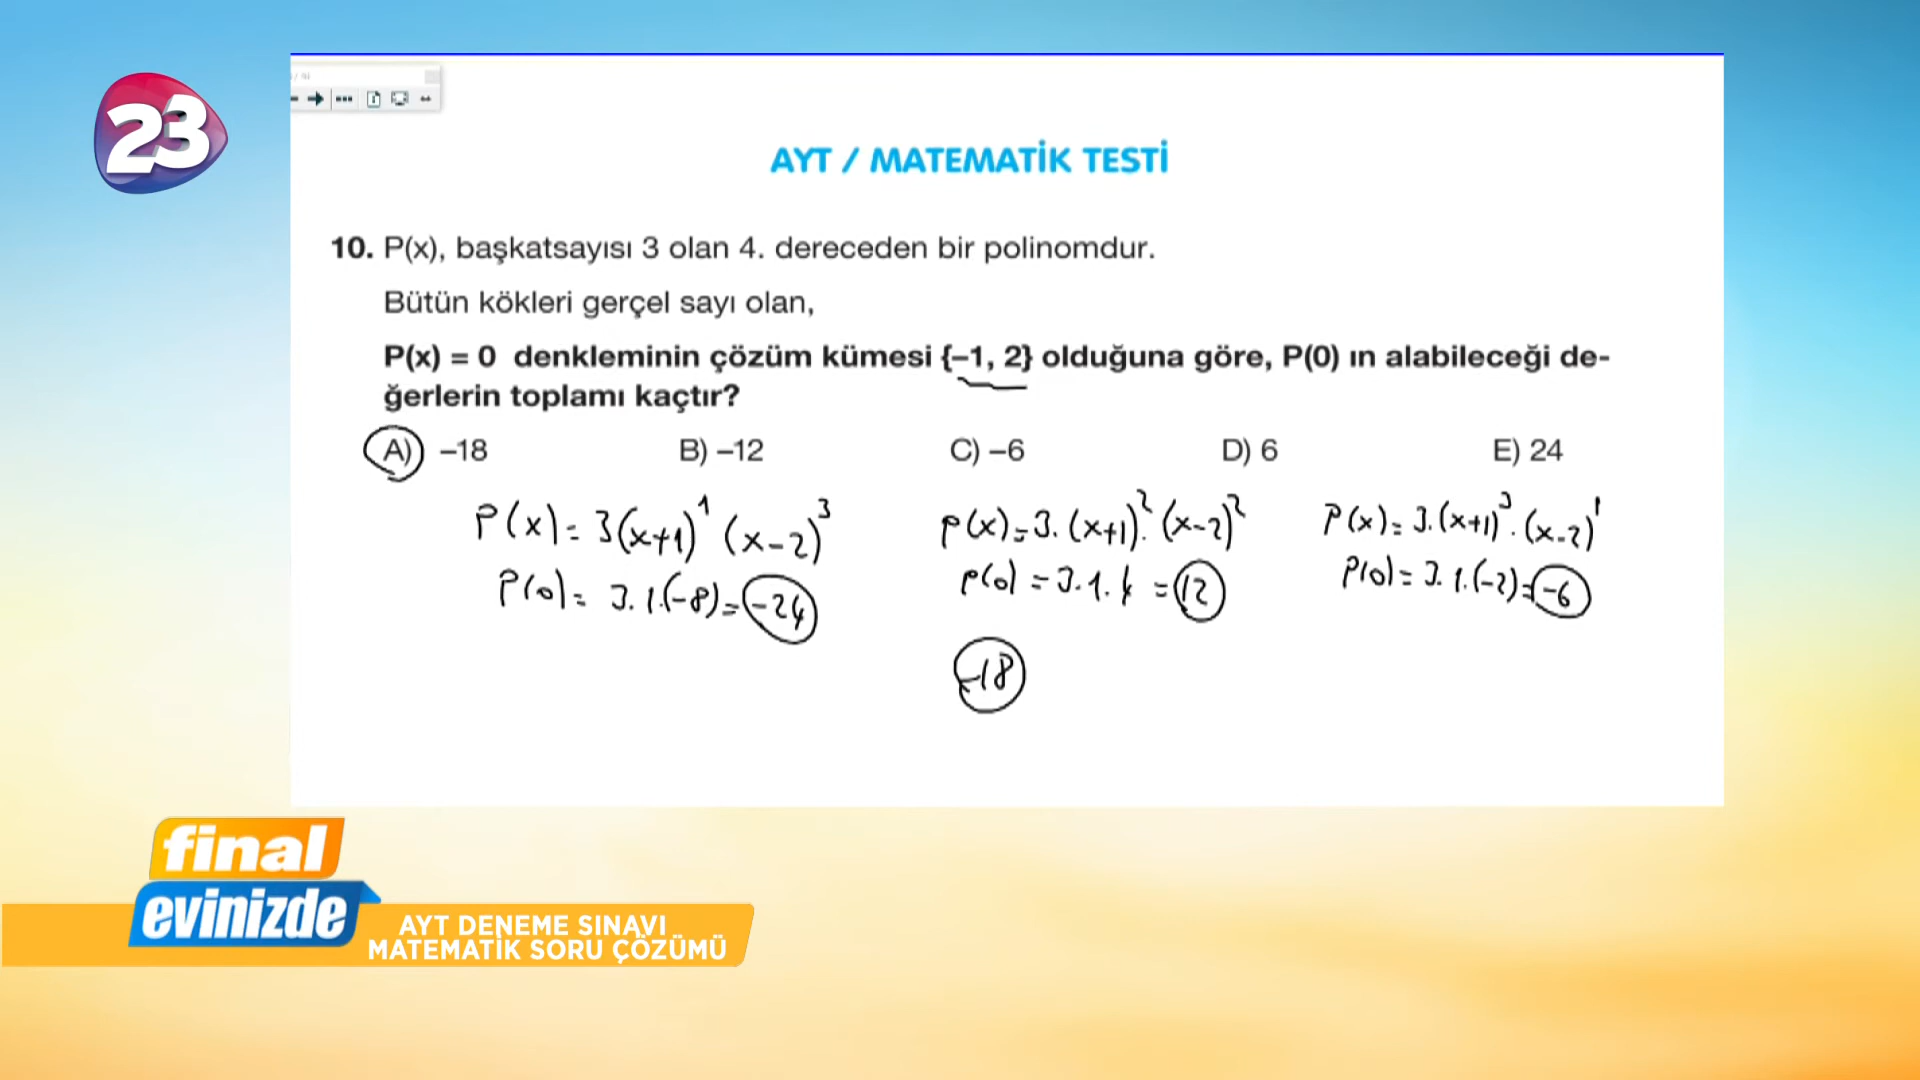 23
AYT / MATEMATİK TESTİ
10. P(x), başkatsayısı 3 olan 4. dereceden bir polinomdur.
Bütün kökleri gerçel sayı olan,
P(x) = 0 denkleminin çözüm kümesi {–1, 2} olduğuna göre, P(0) ın alabileceği de-
ğerlerin toplamı kaçtır?
A) –18 B) –12 C) –6 D) 6 E) 24
P(x) = 3(x+1)¹ (x–2)³ P(x) = 3.(x+1)².(x–2)² P(x) = 3.(x+1)³.(x–2)¹
P(0) = 3.1.(–8) = –24 P(0) = 3.1.4 = 12 P(0) = 3.1.(–2) = –6
–18
final
evinizde
AYT DENEME SINAVI
MATEMATİK SORU ÇÖZÜMÜ